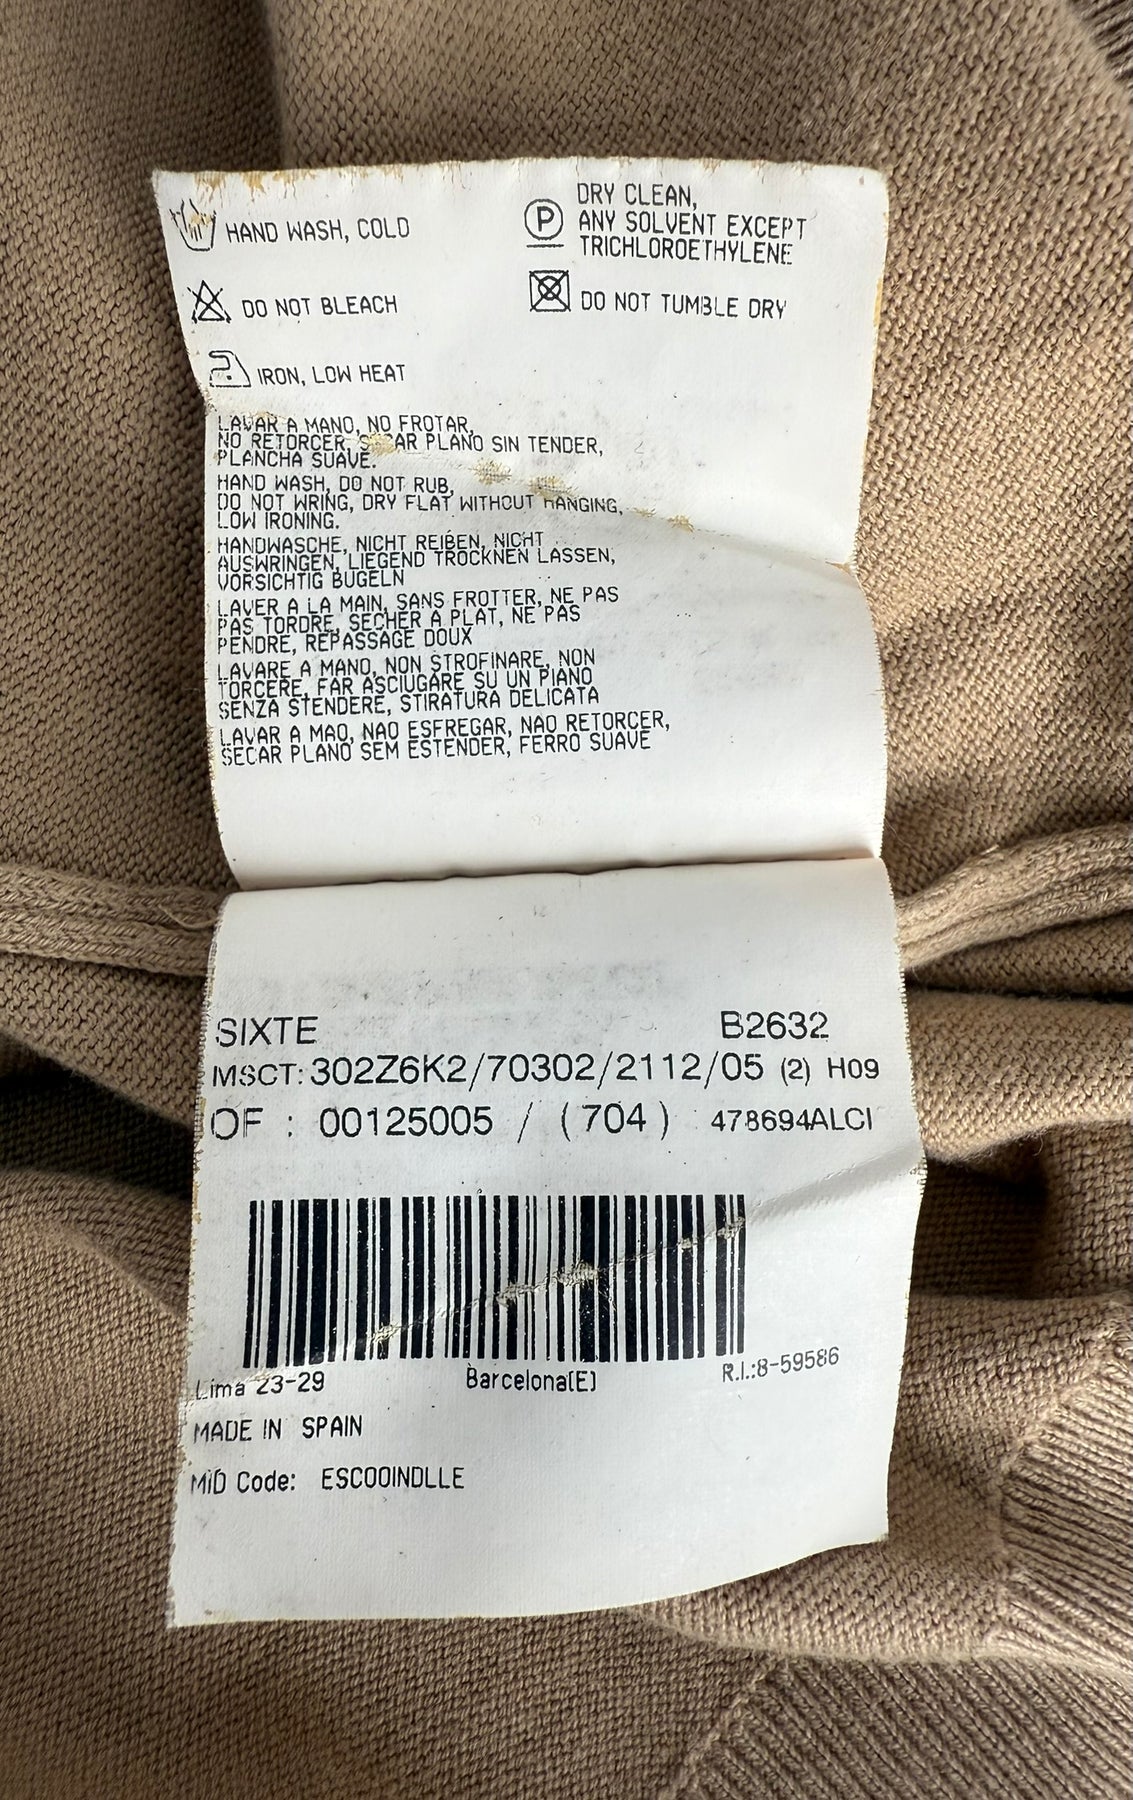 HAND WASH, COLD
DO NOT BLEACH
IRON, LOW HEAT
P
DRY CLEAN,
ANY SOLVENT EXCEPT
TRICHLOROETHYLENE
DO NOT TUMBLE DRY
LAVAR A MANO, NO FROTAR,
NO RETORCER, SECAR PLANO SIN TENDER,
PLANCHA SUAVE.
HAND WASH, DO NOT RUB,
DO NOT WRING, DRY FLAT WITHOUT HANGING,
LOW IRONING.
HANDWASCHE, NICHT REIBEN, NICHT
AUSWRINGEN, LIEGEND TROCKNEN LASSEN,
VORSICHTIG BUGELN
LAVER A LA MAIN, SANS FROTTER, NE PAS
PAS TORDRE, SECHER A PLAT, NE PAS
PENDRE, REPASSAGE DOUX
LAVARE A MANO, NON STROFINARE, NON
TORCERE, FAR ASCIUGARE SU UN PIANO
SENZA STENDERE, STIRATURA DELICATA
LAVAR A MAO, NAO ESFREGAR, NAO RETORCER,
SECAR PLANO SEM ESTENDER, FERRO SUAVE
SIXTE B2632
MSCT: 302Z6K2/70302/2112/05 (2) H09
OF : 00125005 / (704) 478694ALCI
Lima 23-29 Barcelona(E) R.I.:8-59586
MADE IN SPAIN
MID Code: ESCOOINDLLE